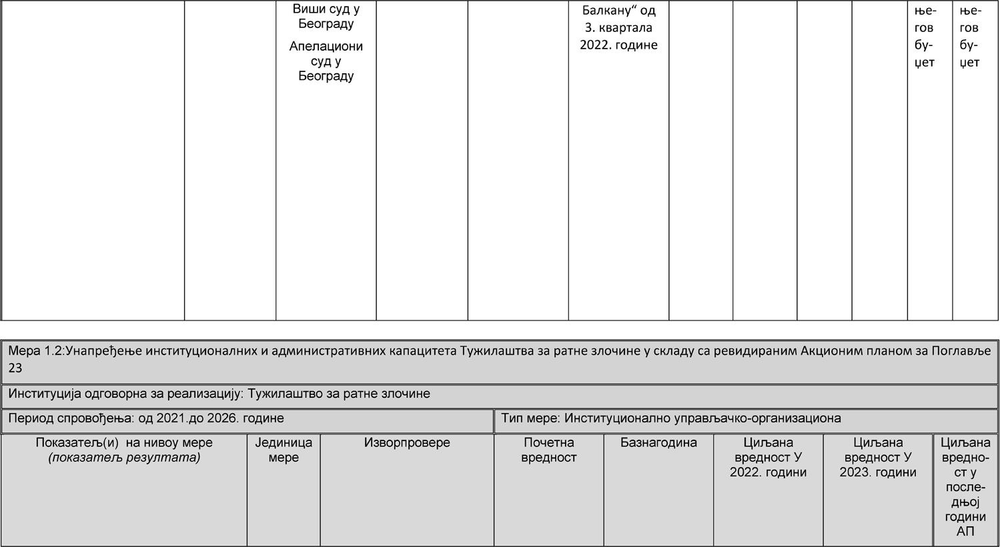 Виши суд у
Београду
Апелациони
суд у
Београду
Балкану“ од
3. квартала
2022. године
ње-
гов
бу-
џет
ње-
гов
бу-
џет
Мера 1.2:Унапређење институционалних и административних капацитета Тужилаштва за ратне злочине у складу са ревидираним Акционим планом за Поглавље
23
Институција одговорна за реализацију: Тужилаштво за ратне злочине
Период спровођења: од 2021.до 2026. године
Тип мере: Институционално управљачко-организациона
Показатељ(и) на нивоу мере
(показатељ резултата)
Јединица
мере
Изворпровере
Почетна
вредност
Базнагодина
Циљана
вредност У
2022. години
Циљана
вредност У
2023. години
Циљана
вредно-
ст у
после-
дњој
години
АП